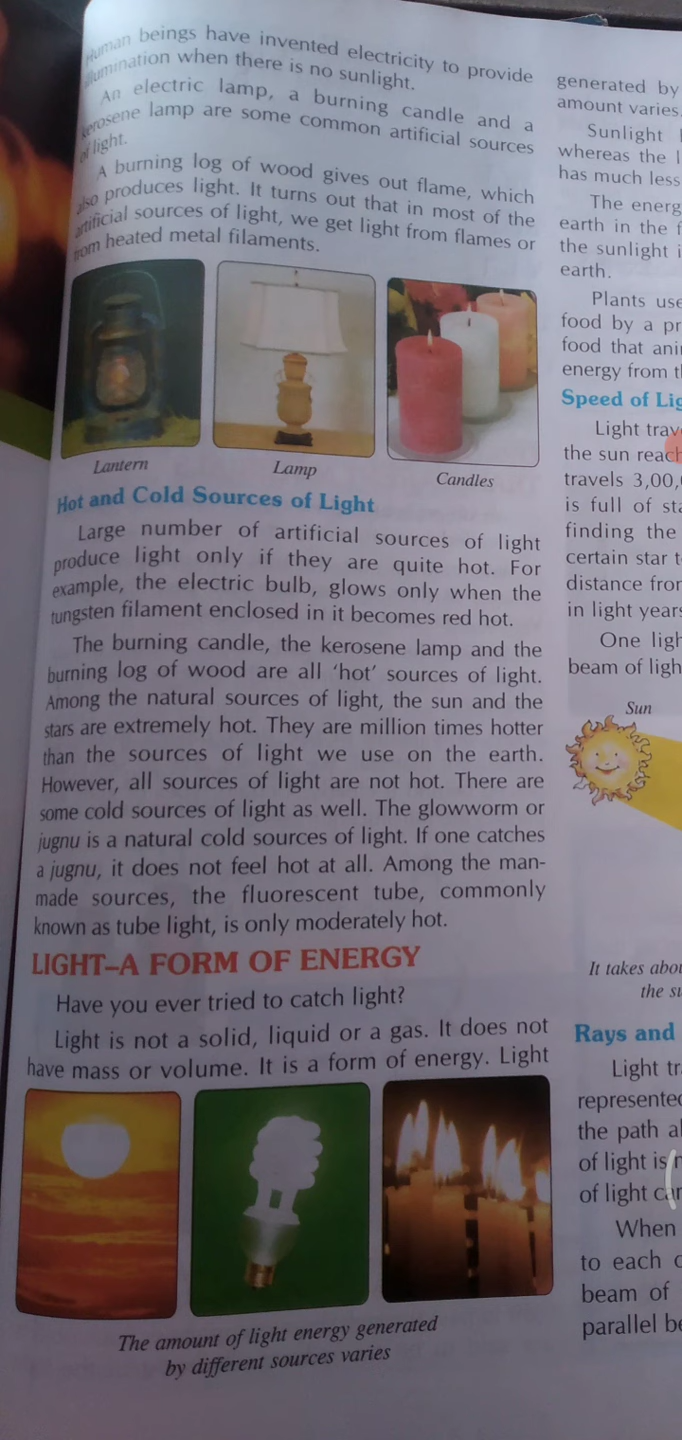 Human beings have invented electricity to provide
illumination when there is no sunlight.
An electric lamp, a burning candle and a
kerosene lamp are some common artificial sources
of light.
A burning log of wood gives out flame, which
also produces light. It turns out that in most of the
artificial sources of light, we get light from flames or
from heated metal filaments.
Lantern
Lamp
Candles
Hot and Cold Sources of Light
Large number of artificial sources of light
produce light only if they are quite hot. For
example, the electric bulb, glows only when the
tungsten filament enclosed in it becomes red hot.
The burning candle, the kerosene lamp and the
burning log of wood are all ‘hot’ sources of light.
Among the natural sources of light, the sun and the
stars are extremely hot. They are million times hotter
than the sources of light we use on the earth.
However, all sources of light are not hot. There are
some cold sources of light as well. The glowworm or
jugnu is a natural cold sources of light. If one catches
a jugnu, it does not feel hot at all. Among the man-
made sources, the fluorescent tube, commonly
known as tube light, is only moderately hot.
LIGHT–A FORM OF ENERGY
Have you ever tried to catch light?
Light is not a solid, liquid or a gas. It does not
have mass or volume. It is a form of energy. Light
The amount of light energy generated
by different sources varies
generated by
amount varies.
Sunlight
whereas the
has much less
The
earth in the
the sunlight
earth.
Plants use
food by a
food that
energy from
Speed of
Light
the sun
travels
is full of
finding the
certain star
distance
in light years
One
beam of
Sun
It takes
the
Rays and
Light
represented
the path
of light is
of light
When
to each
beam of
parallel